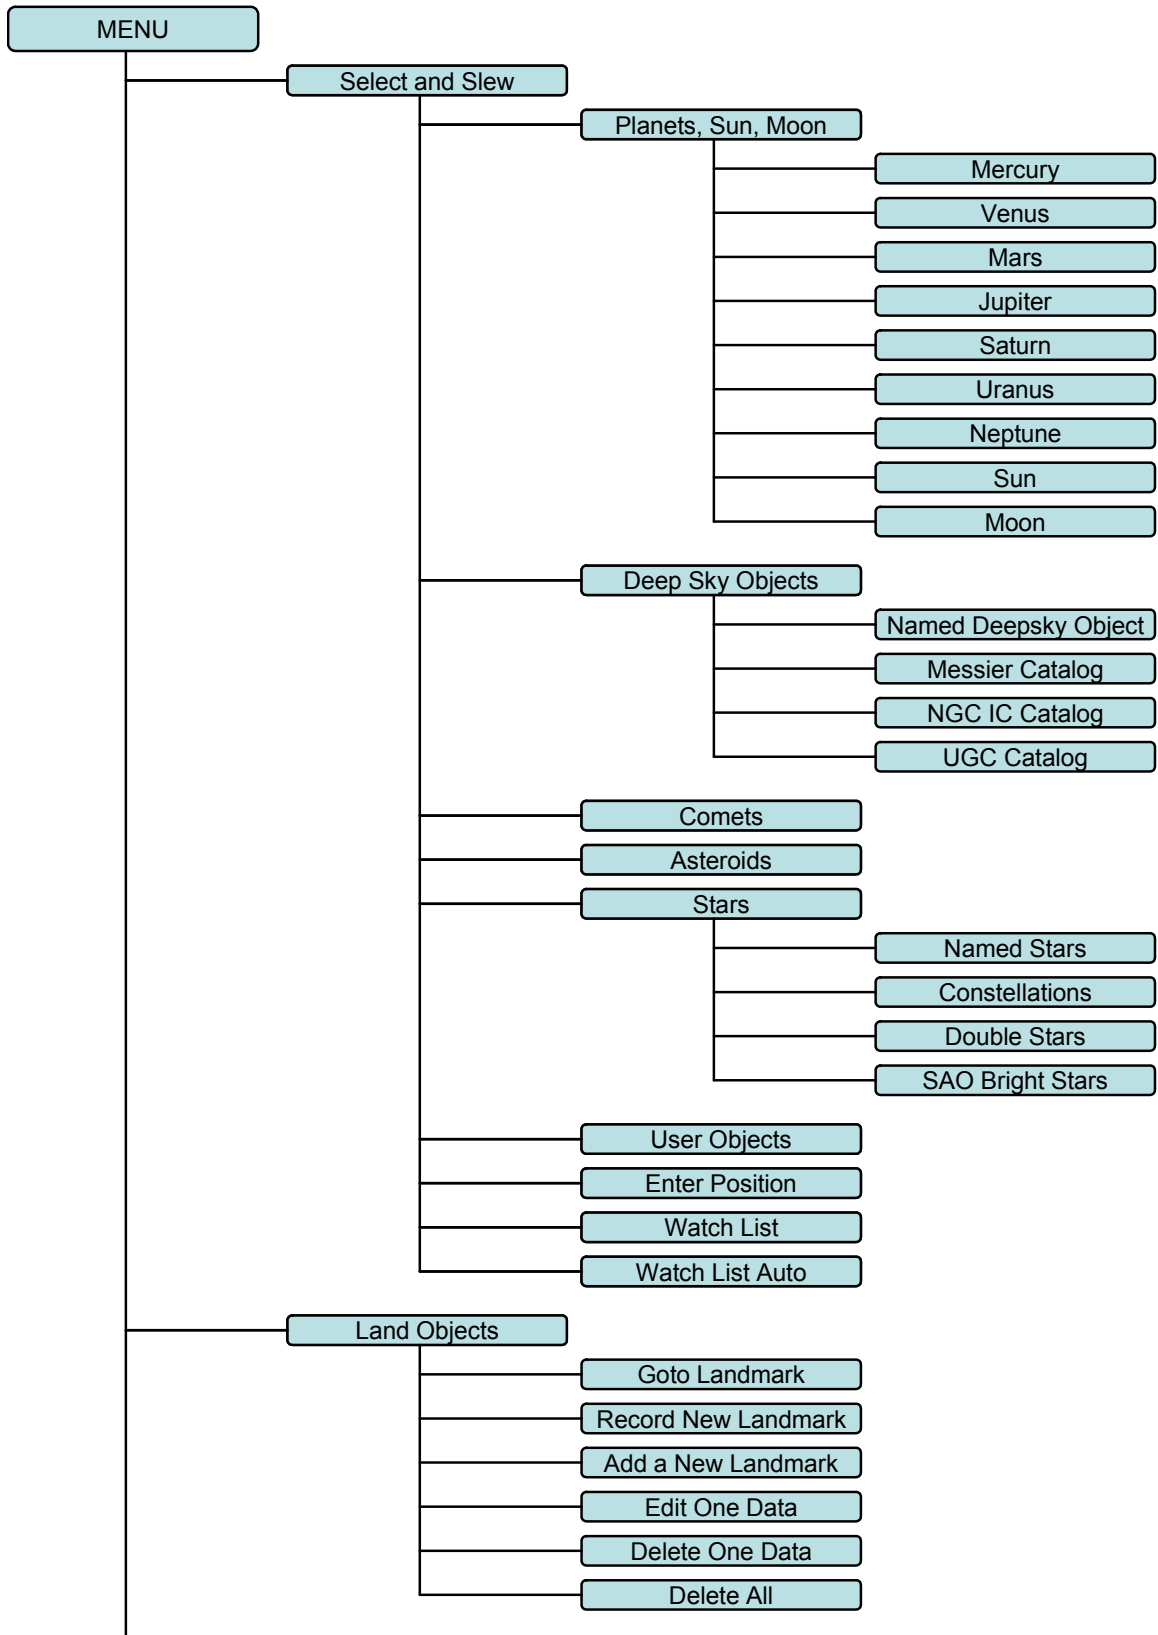 MENU
Select and Slew
Planets, Sun, Moon
Mercury
Venus
Mars
Jupiter
Saturn
Uranus
Neptune
Sun
Moon
Deep Sky Objects
Named Deepsky Object
Messier Catalog
NGC IC Catalog
UGC Catalog
Comets
Asteroids
Stars
Named Stars
Constellations
Double Stars
SAO Bright Stars
User Objects
Enter Position
Watch List
Watch List Auto
Land Objects
Goto Landmark
Record New Landmark
Add a New Landmark
Edit One Data
Delete One Data
Delete All